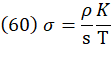 (60) σ = ρ/s K/T